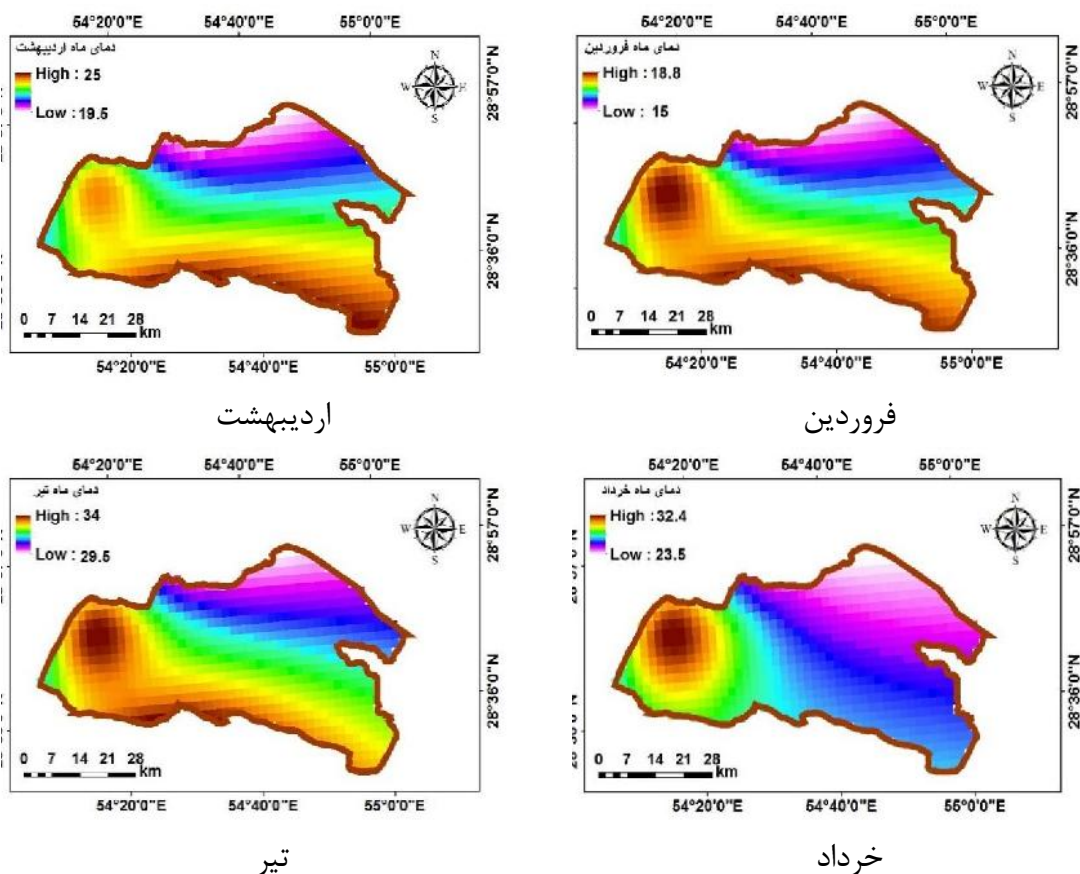 54°20'0"E 54°40'0"E 55°0'0"E
دمای ماه فروردین
High : 18.8
Low : 15
N
W E
S
28°57'0"N
28°36'0"N
0 7 14 21 28
km
54°20'0"E 54°40'0"E 55°0'0"E
فروردین
54°20'0"E 54°40'0"E 55°0'0"E
دمای ماه اردیبهشت
High : 25
Low : 19.5
N
W E
S
28°57'0"N
28°36'0"N
0 7 14 21 28
km
54°20'0"E 54°40'0"E 55°0'0"E
اردیبهشت
54°20'0"E 54°40'0"E 55°0'0"E
دمای ماه خرداد
High : 32.4
Low : 23.5
N
W E
S
28°57'0"N
28°36'0"N
0 7 14 21 28
km
54°20'0"E 54°40'0"E 55°0'0"E
خرداد
54°20'0"E 54°40'0"E 55°0'0"E
دمای ماه تیر
High : 34
Low : 29.5
N
W E
S
28°57'0"N
28°36'0"N
0 7 14 21 28
km
54°20'0"E 54°40'0"E 55°0'0"E
تیر